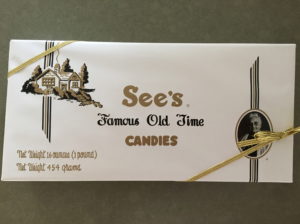 See's®
Famous Old Time
CANDIES
Net Weight 16 ounces (1 pound)
Net Weight 454 grams